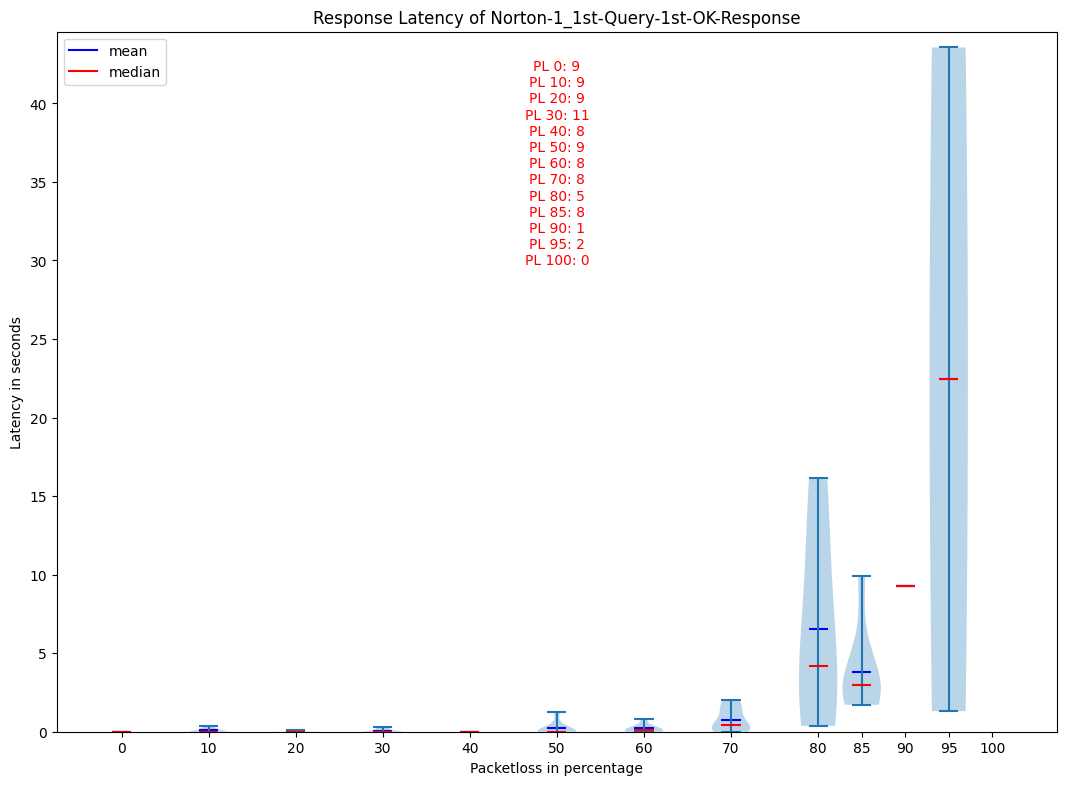 Response Latency of Norton-1_1st-Query-1st-OK-Response
mean
median
PL 0: 9
PL 10: 9
PL 20: 9
PL 30: 11
PL 40: 8
PL 50: 9
PL 60: 8
PL 70: 8
PL 80: 5
PL 85: 8
PL 90: 1
PL 95: 2
PL 100: 0
Latency in seconds
40
35
30
25
20
15
10
5
0
0 10 20 30 40 50 60 70 80 85 90 95 100
Packetloss in percentage